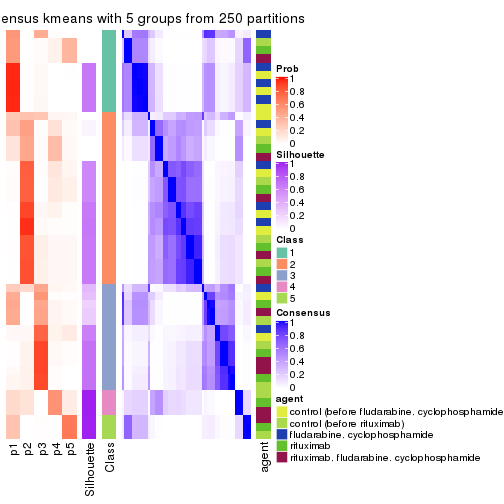 ensus kmeans with 5 groups from 250 partitions
Prob
1
0.8
0.6
0.4
0.2
0
Silhouette
1
0.8
0.6
0.4
0.2
0
Class
1
2
3
4
5
Consensus
1
0.8
0.6
0.4
0.2
0
agent
control (before fludarabine. cyclophosphamide
control (before rituximab)
fludarabine. cyclophosphamide
rituximab
rituximab. fludarabine. cyclophosphamide
p1
p2
p3
p4
p5
Silhouette
Class
agent